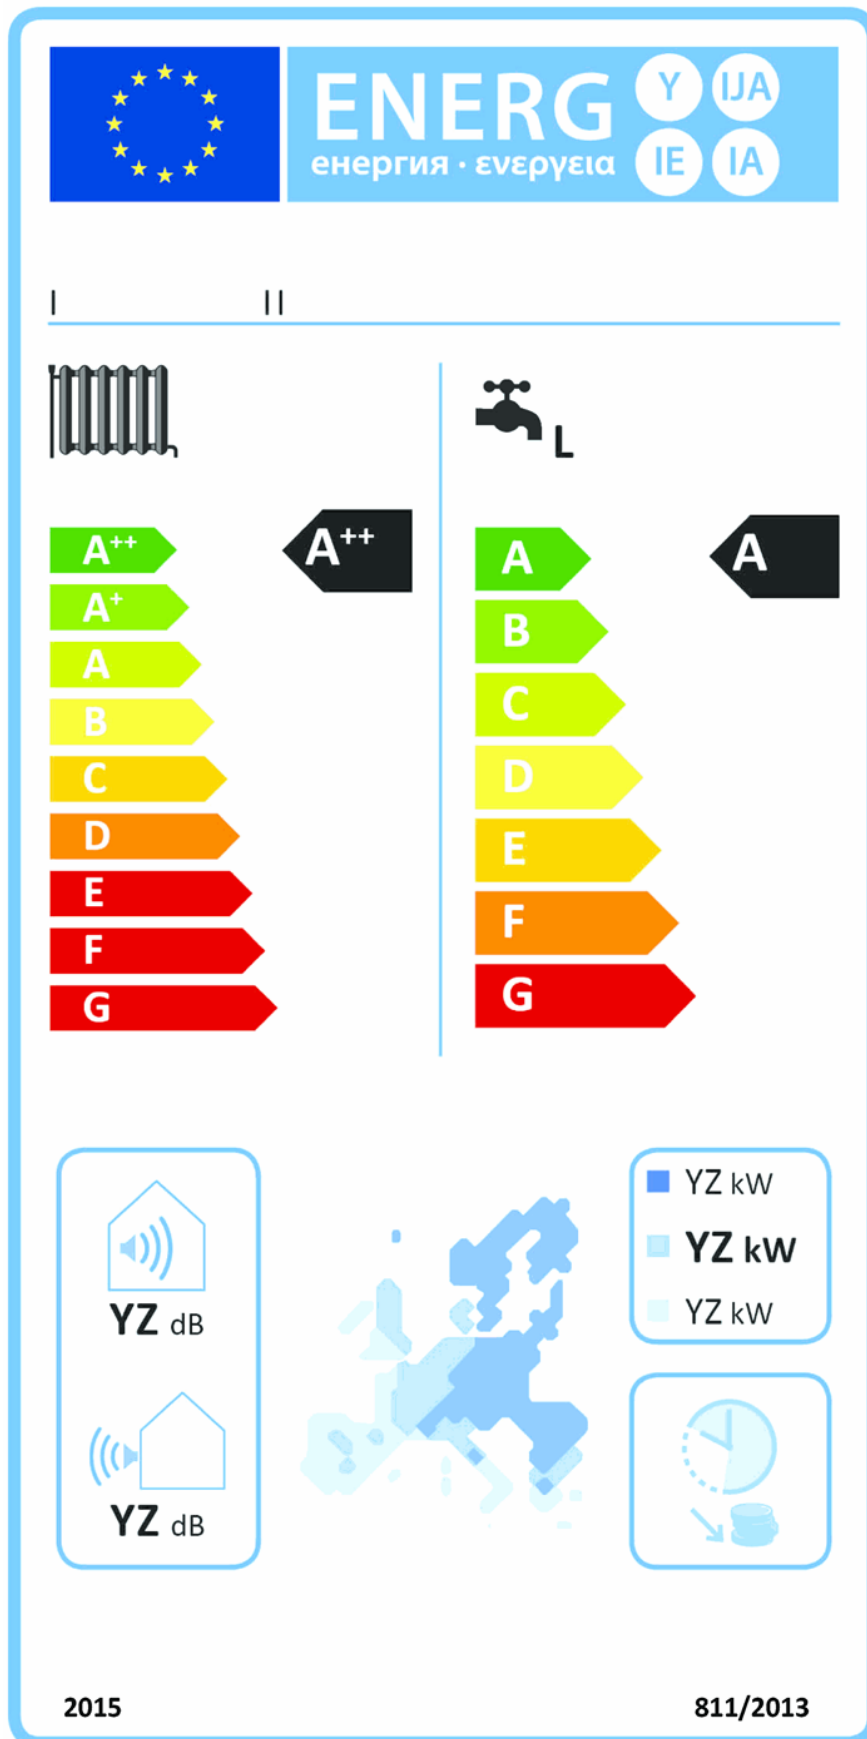 ENERG Y IJA
енергия · ενεργεια IE IA
I II
L
A++ A++
A+
A
B
C
D
E
F
G
A A
B
C
D
E
F
G
YZ dB
YZ dB
YZ kW
YZ kW
YZ kW
2015 811/2013